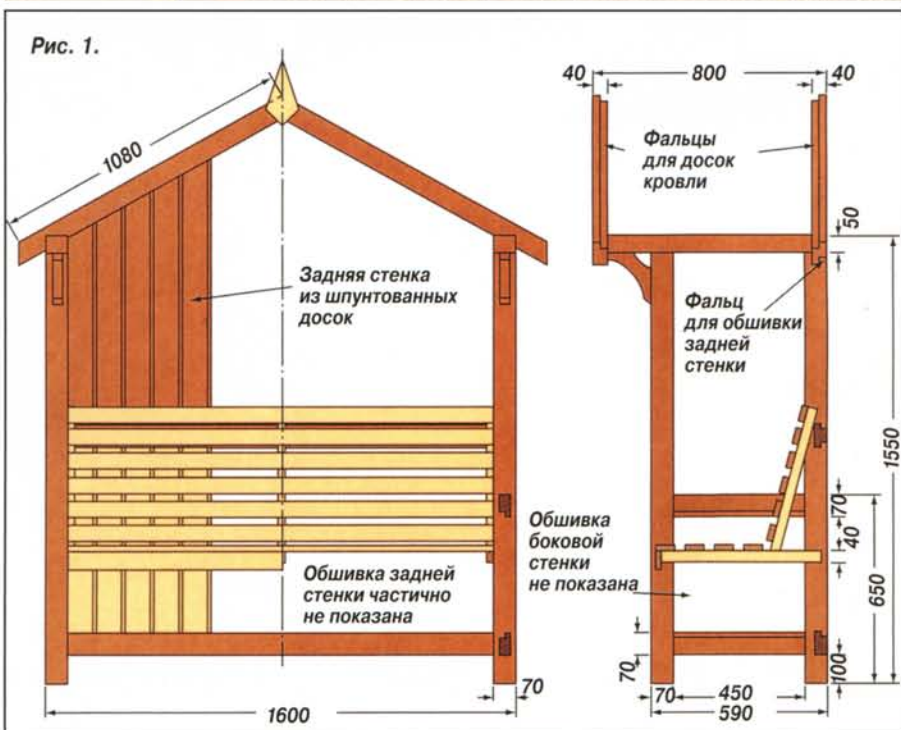 Рис. 1.
1080
40
800
40
Фальцы
для досок
кровли
50
Задняя стенка
из шпунтованных
досок
Фальц
для обшивки
задней
стенки
1550
70
40
Обшивка
боковой
стенки
не показана
650
Обшивка задней
стенки частично
не показана
70
100
70
1600
70
450
590